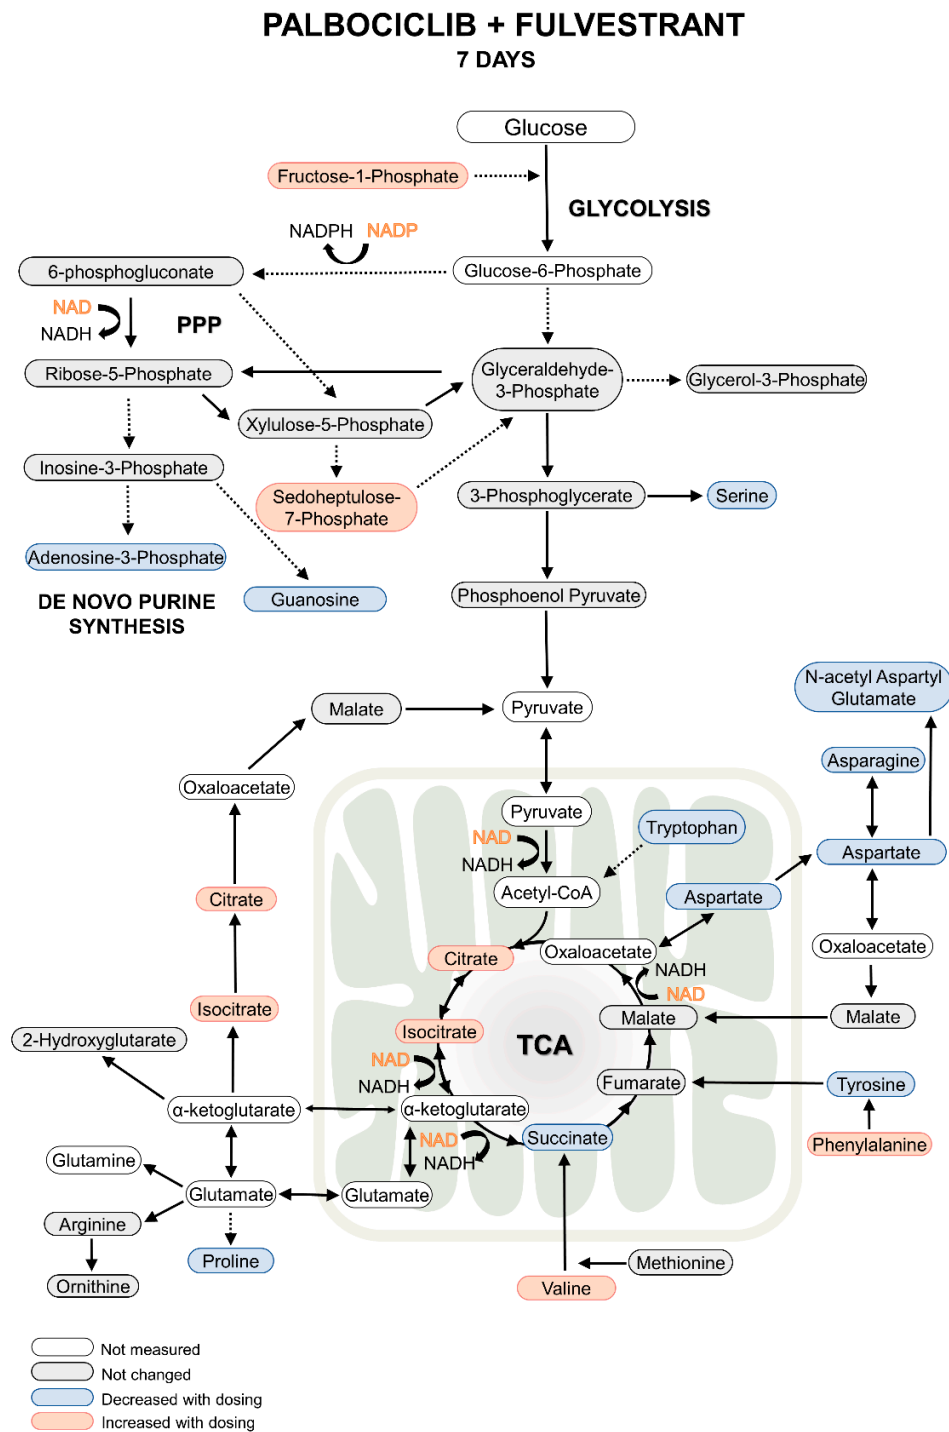 PALBOCICLIB + FULVESTRANT
7 DAYS
Glucose
Fructose-1-Phosphate
GLYCOLYSIS
NADPH NADP
6-phosphogluconate
Glucose-6-Phosphate
NAD
NADH
PPP
Ribose-5-Phosphate
Glyceraldehyde-
3-Phosphate
Glycerol-3-Phosphate
Xylulose-5-Phosphate
Inosine-3-Phosphate
Sedoheptulose-
7-Phosphate
3-Phosphoglycerate
Serine
Adenosine-3-Phosphate
Guanosine
Phosphoenol Pyruvate
DE NOVO PURINE
SYNTHESIS
N-acetyl Aspartyl
Glutamate
Malate
Pyruvate
Asparagine
Oxaloacetate
Pyruvate
Tryptophan
NAD
NADH
Aspartate
Acetyl-CoA
Aspartate
Citrate
Oxaloacetate
Citrate
Oxaloacetate
NADH
NAD
Isocitrate
Malate
Malate
Isocitrate
TCA
2-Hydroxyglutarate
NAD
NADH
Fumarate
Tyrosine
α-ketoglutarate
α-ketoglutarate
Succinate
Phenylalanine
NAD
NADH
Glutamine
Glutamate
Glutamate
Arginine
Proline
Methionine
Ornithine
Valine
Not measured
Not changed
Decreased with dosing
Increased with dosing